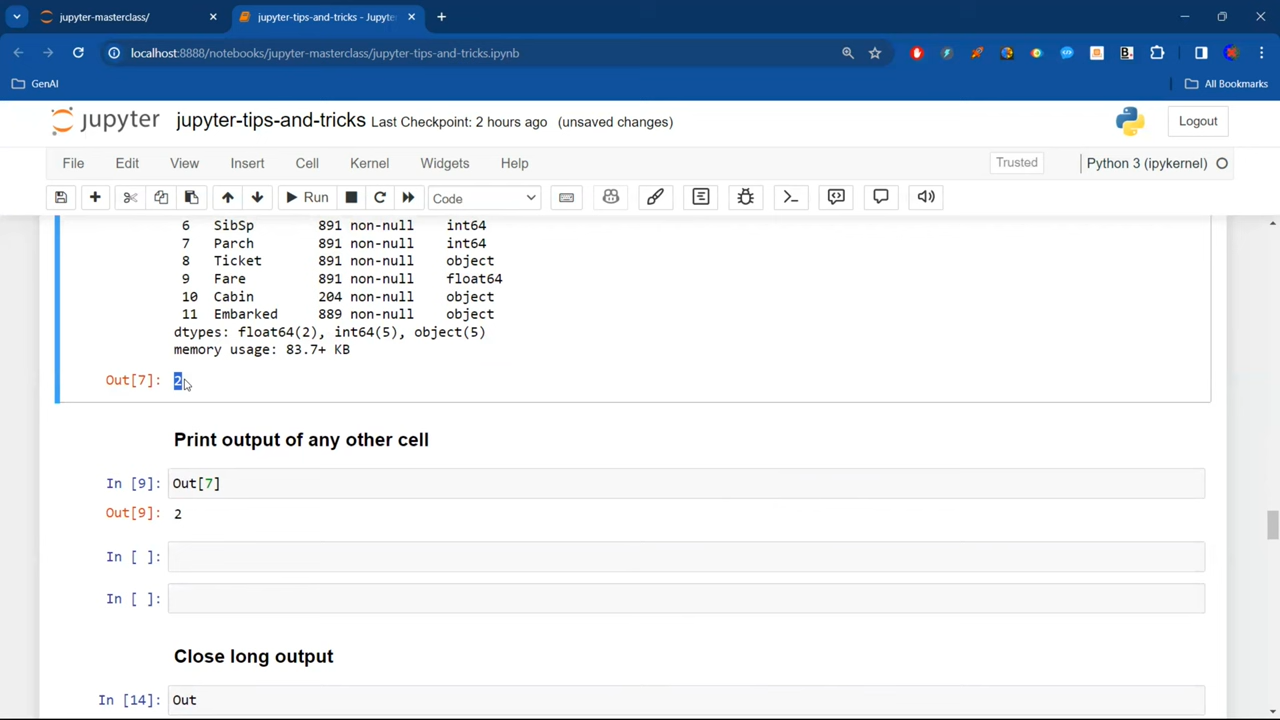 jupyter-masterclass/
jupyter-tips-and-tricks - Jupyte
localhost:8888/notebooks/jupyter-masterclass/jupyter-tips-and-tricks.ipynb
GenAI
All Bookmarks
jupyter jupyter-tips-and-tricks Last Checkpoint: 2 hours ago (unsaved changes)
Logout
File Edit View Insert Cell Kernel Widgets Help
Trusted
Python 3 (ipykernel)
Run
Code
6 SibSp 891 non-null int64
7 Parch 891 non-null int64
8 Ticket 891 non-null object
9 Fare 891 non-null float64
10 Cabin 204 non-null object
11 Embarked 889 non-null object
dtypes: float64(2), int64(5), object(5)
memory usage: 83.7+ KB
Out[7]: 2
Print output of any other cell
In [9]: Out[7]
Out[9]: 2
In [ ]:
In [ ]:
Close long output
In [14]: Out